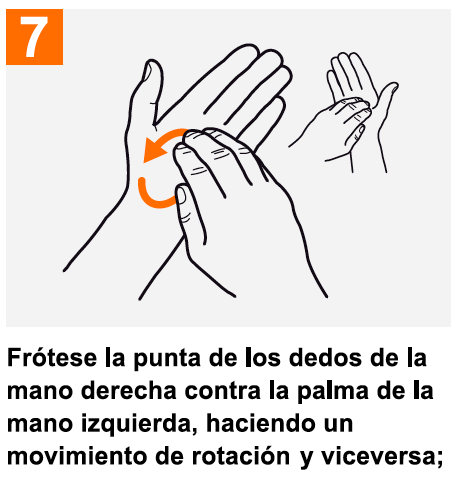 7
Frótese la punta de los dedos de la
mano derecha contra la palma de la
mano izquierda, haciendo un
movimiento de rotación y viceversa;